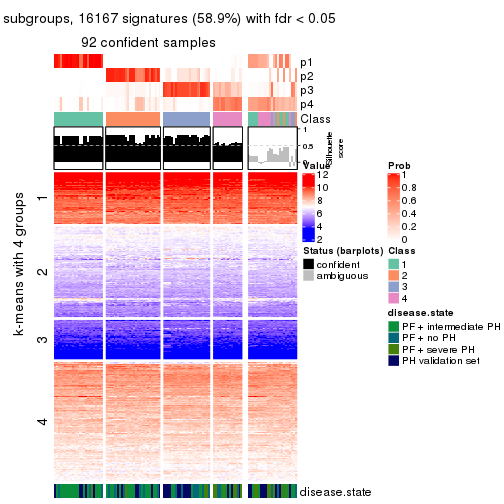 subgroups, 16167 signatures (58.9%) with fdr < 0.05
92 confident samples
p1
p2
p3
p4
Class
1
0.5
0
Silhouette
score
k-means with 4 groups
1
2
3
4
disease.state
Value
12
10
8
6
4
2
Prob
1
0.8
0.6
0.4
0.2
0
Status (barplots)
confident
ambiguous
Class
1
2
3
4
disease.state
PF + intermediate PH
PF + no PH
PF + severe PH
PH validation set